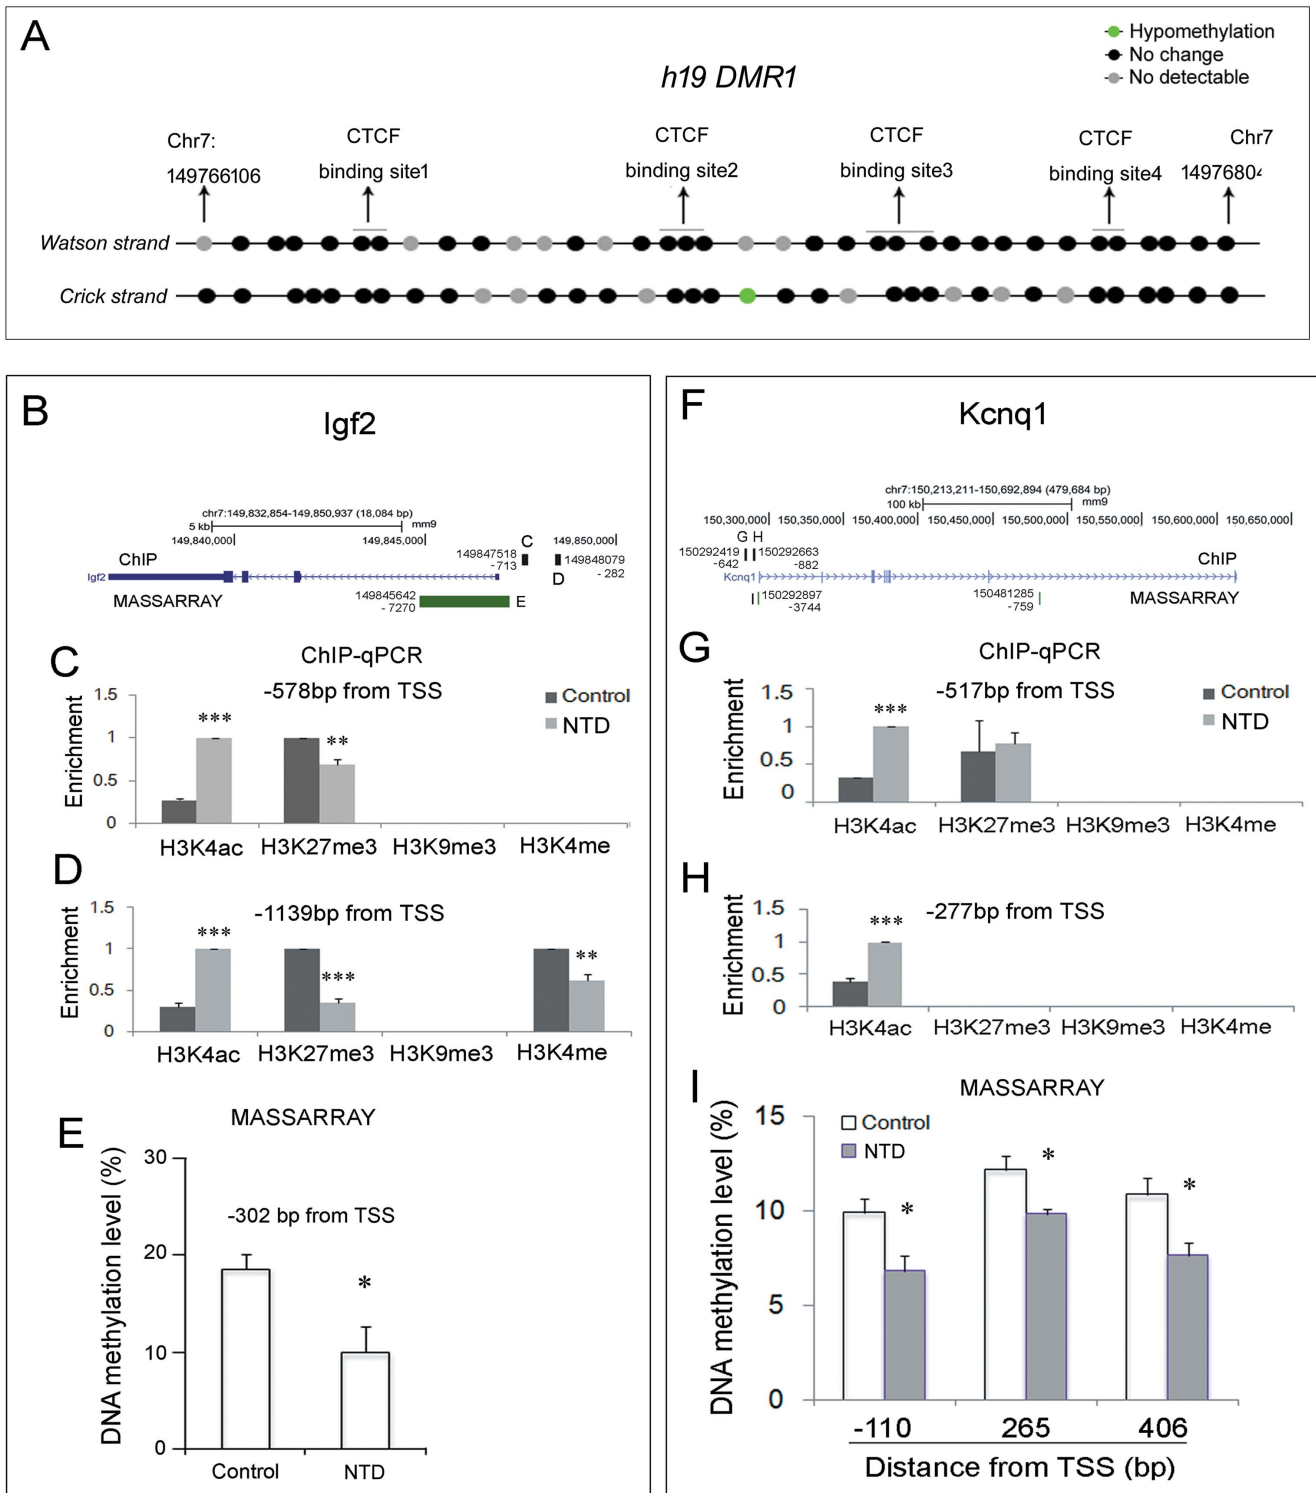 A
Hypomethylation
No change
No detectable
h19 DMR1
Chr7:
149766106
CTCF
binding site1
CTCF
binding site2
CTCF
binding site3
CTCF
binding site4
Chr7
Watson strand
Crick strand
B
Igf2
chr7:149,832,854-149,850,937 (18,084 bp)
5 kb
mm9
149,840,000
149,845,000
149,850,000
C
ChIP
149847518
-713
149848079
- 282
D
Igf2
MASSARRAY
149845642
- 7270
E
C
ChIP-qPCR
-578bp from TSS
Control
NTD
Enrichment
1.5
1
0.5
0
***
**
H3K4ac
H3K27me3
H3K9me3
H3K4me
D
-1139bp from TSS
Enrichment
1.5
1
0.5
0
***
***
**
H3K4ac
H3K27me3
H3K9me3
H3K4me
E
MASSARRAY
-302 bp from TSS
DNA methylation level (%)
30
20
10
0
*
Control
NTD
F
Kcnq1
chr7:150,213,211-150,692,894 (479,684 bp)
100 kb
mm9
150,300,000
150,350,000
150,400,000
150,450,000
150,500,000
150,550,000
150,600,000
150,650,000
G H
150292419
-642
150292663
-882
ChIP
Kcnq1
150292897
-3744
150481285
-759
MASSARRAY
G
ChIP-qPCR
-517bp from TSS
Control
NTD
Enrichment
1.5
1
0.5
0
***
H3K4ac
H3K27me3
H3K9me3
H3K4me
H
-277bp from TSS
Enrichment
1.5
1
0.5
0
***
H3K4ac
H3K27me3
H3K9me3
H3K4me
I
MASSARRAY
Control
NTD
DNA methylation level (%)
15
10
5
0
*
*
*
-110
265
406
Distance from TSS (bp)